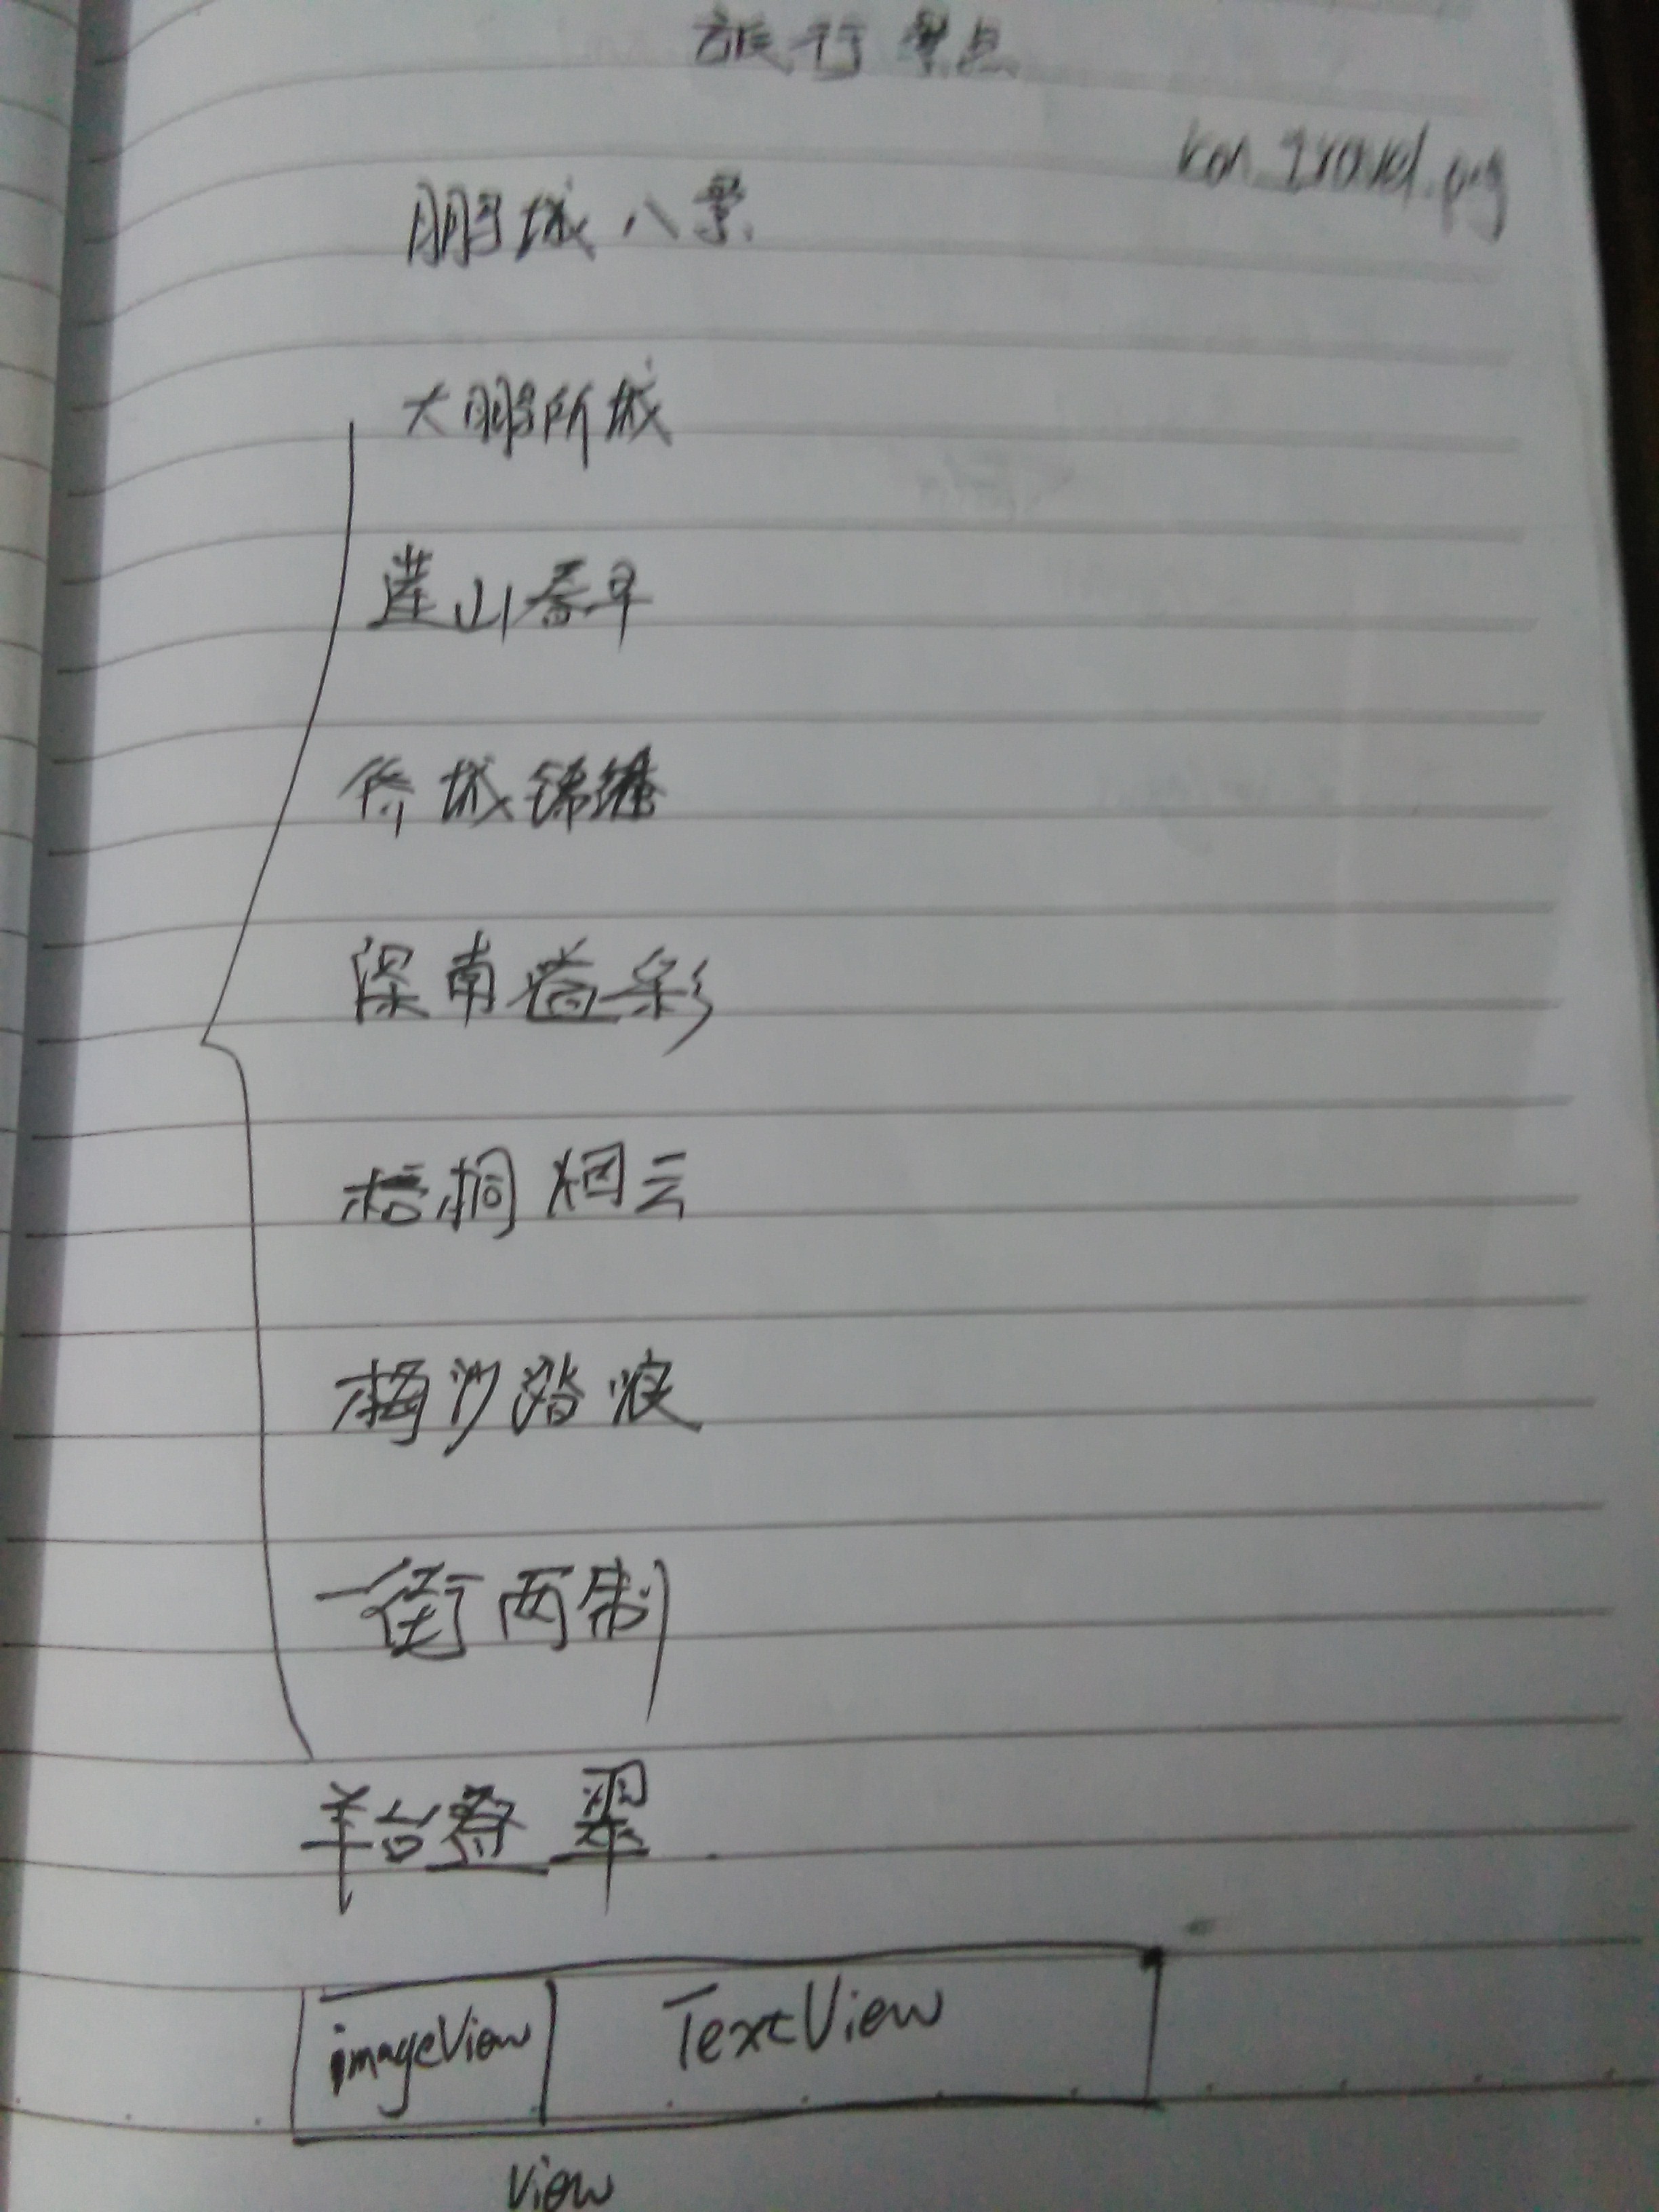 旅行景点
icon_travel.png
鹏城八景
大鹏所城
莲山春早
侨城锦绣
深南溢彩
梧桐烟云
梅沙踏浪
一街两制
羊台叠翠
imageView TextView
View